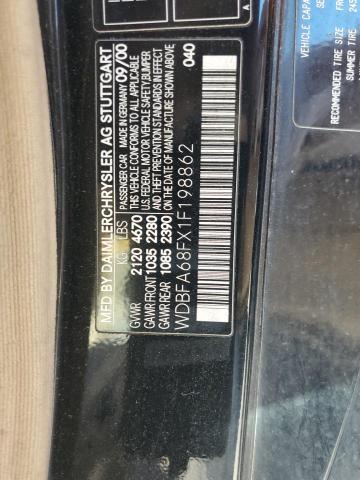 MFD BY DAIMLERCHRYSLER AG STUTTGART
PASSENGER CAR MADE IN GERMANY 09/00
KG LBS THIS VEHICLE CONFORMS TO ALL APPLICABLE
GVWR 2120 4670 U.S. FEDERAL MOTOR VEHICLE SAFETY BUMPER
GAWR FRONT 1035 2280 AND THEFT PREVENTION STANDARDS IN EFFECT
GAWR REAR 1085 2390 ON THE DATE OF MANUFACTURE SHOWN ABOVE
WDBFA68FX1F198862 040
A
VEHICLE CAPA
SE
RECOMMENDED TIRE SIZE FR
SUMMER TIRE 245